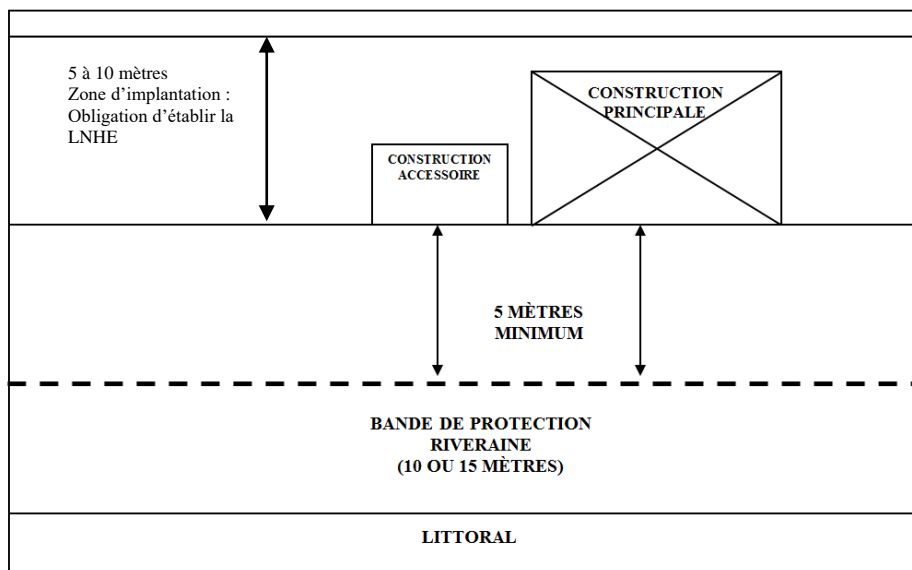 5 à 10 mètres
Zone d’implantation :
Obligation d’établir la
LNHE
CONSTRUCTION
PRINCIPALE
CONSTRUCTION
ACCESSOIRE
5 MÈTRES
MINIMUM
BANDE DE PROTECTION
RIVERAINE
(10 OU 15 MÈTRES)
LITTORAL